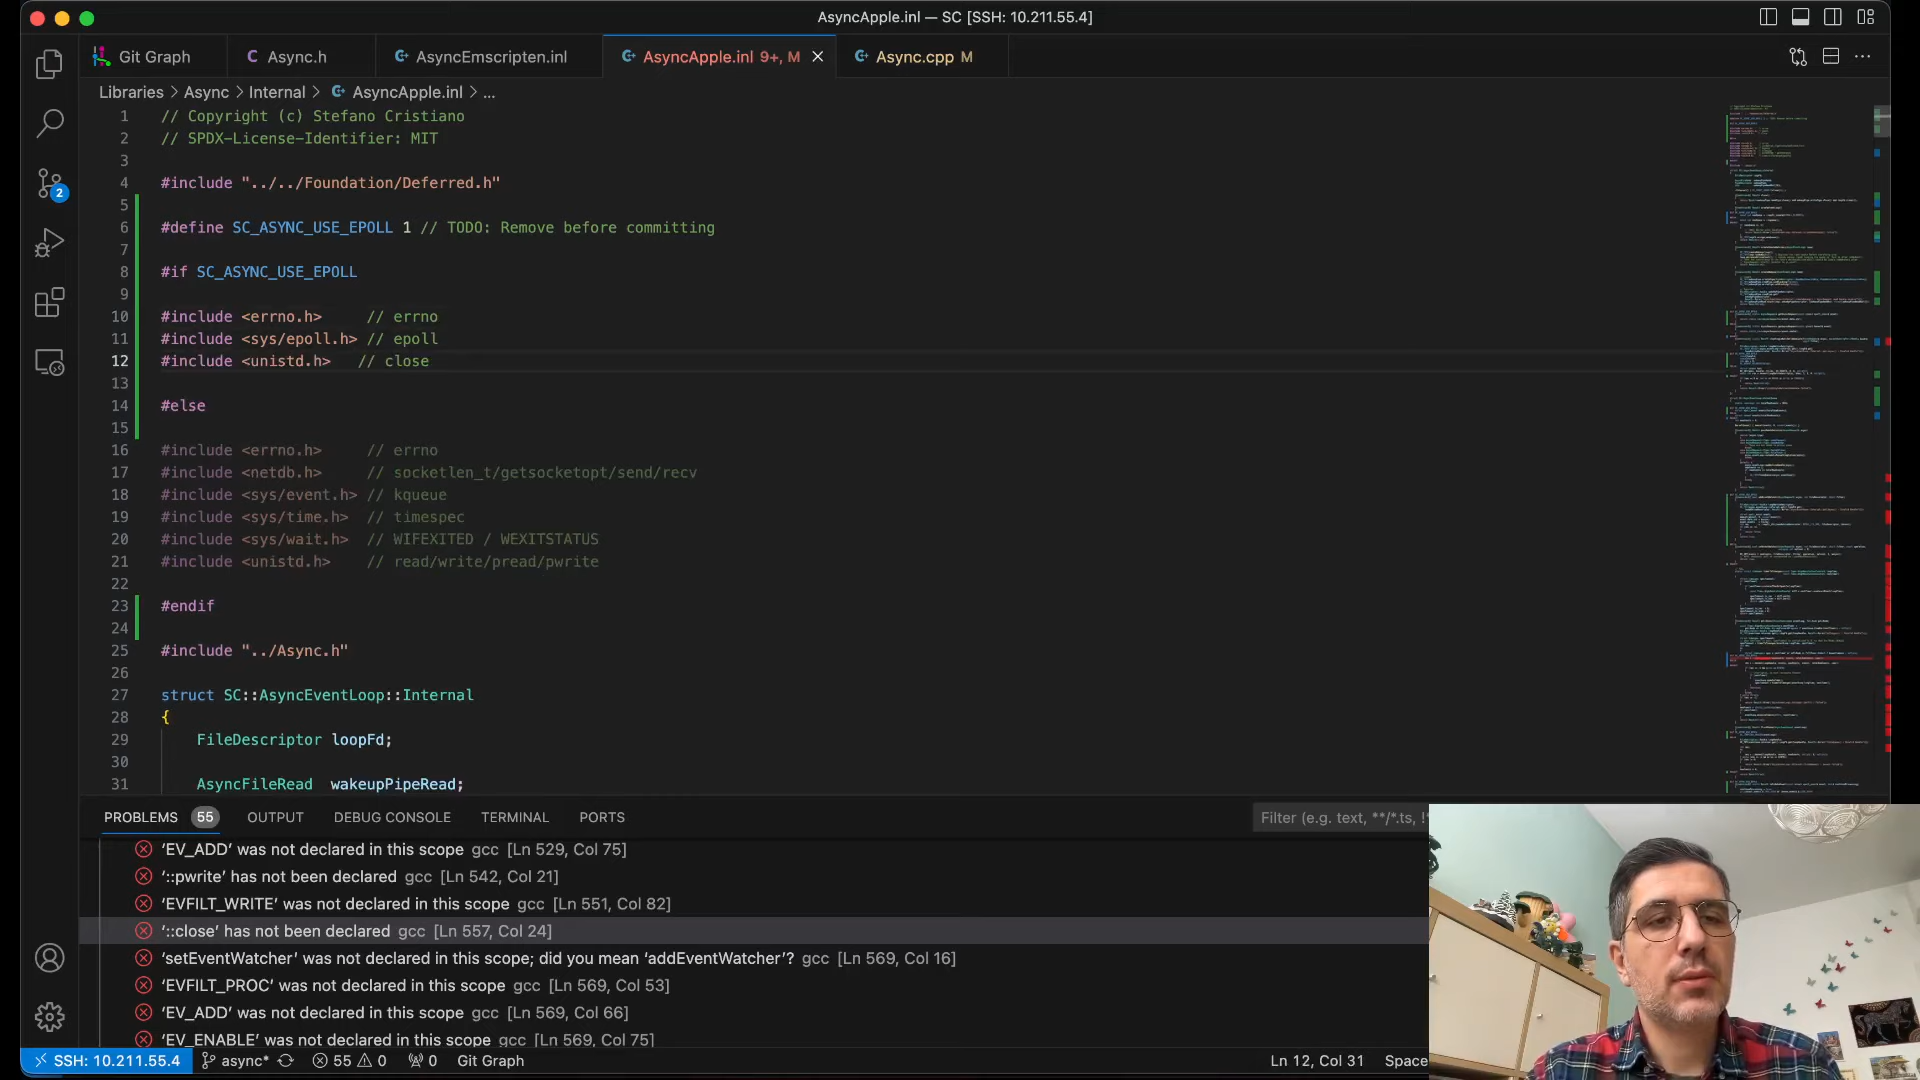 AsyncApple.inl — SC [SSH: 10.211.55.4]
Git Graph
Async.h
AsyncEmscripten.inl
AsyncApple.inl 9+, M
Async.cpp M
Libraries > Async > Internal > AsyncApple.inl > ...
1 // Copyright (c) Stefano Cristiano
2 // SPDX-License-Identifier: MIT
3
4 #include "../../Foundation/Deferred.h"
5
6 #define SC_ASYNC_USE_EPOLL 1 // TODO: Remove before committing
7
8 #if SC_ASYNC_USE_EPOLL
9
10 #include <errno.h>     // errno
11 #include <sys/epoll.h> // epoll
12 #include <unistd.h>   // close
13
14 #else
15
16 #include <errno.h>     // errno
17 #include <netdb.h>     // socketlen_t/getsocketopt/send/recv
18 #include <sys/event.h> // kqueue
19 #include <sys/time.h>  // timespec
20 #include <sys/wait.h>  // WIFEXITED / WEXITSTATUS
21 #include <unistd.h>    // read/write/pread/pwrite
22
23 #endif
24
25 #include "../Async.h"
26
27 struct SC::AsyncEventLoop::Internal
28 {
29     FileDescriptor loopFd;
30
31     AsyncFileRead  wakeupPipeRead;
PROBLEMS 55 OUTPUT DEBUG CONSOLE TERMINAL PORTS
Filter (e.g. text, **/*.ts, !*
‘EV_ADD’ was not declared in this scope gcc [Ln 529, Col 75]
‘::pwrite’ has not been declared gcc [Ln 542, Col 21]
‘EVFILT_WRITE’ was not declared in this scope gcc [Ln 551, Col 82]
‘::close’ has not been declared gcc [Ln 557, Col 24]
‘setEventWatcher’ was not declared in this scope; did you mean ‘addEventWatcher’? gcc [Ln 569, Col 16]
‘EVFILT_PROC’ was not declared in this scope gcc [Ln 569, Col 53]
‘EV_ADD’ was not declared in this scope gcc [Ln 569, Col 66]
‘EV_ENABLE’ was not declared in this scope gcc [Ln 569, Col 75]
2
SSH: 10.211.55.4 async* 55 0 0 Git Graph Ln 12, Col 31 Space